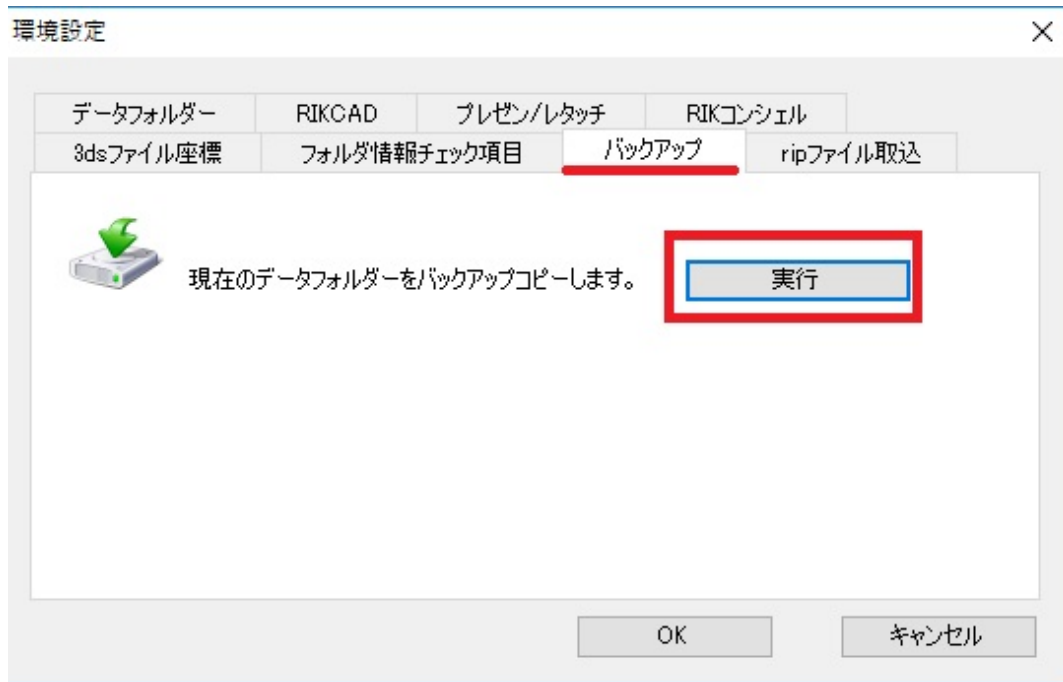 環境設定
データフォルダー RIKCAD プレゼン/レタッチ RIKコンシェル
3dsファイル座標 フォルダ情報チェック項目 バックアップ ripファイル取込
現在のデータフォルダーをバックアップコピーします。 実行
OK キャンセル